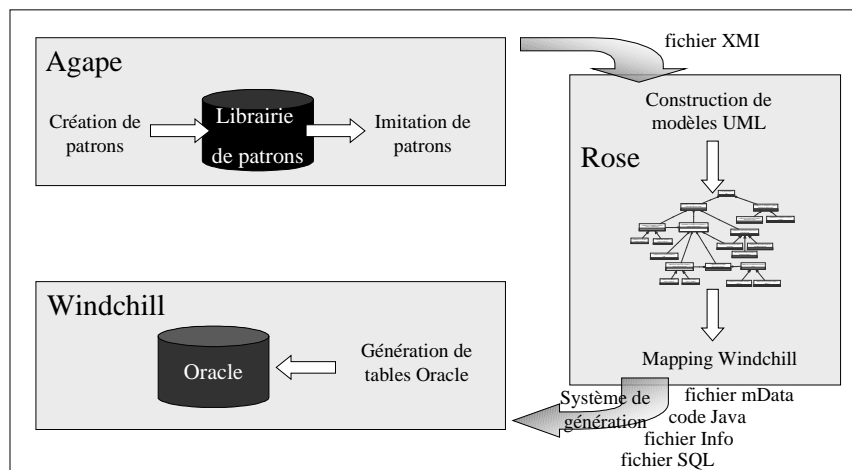 Agape
Création de
patrons
Librairie
de patrons
Imitation de
patrons
fichier XMI
Construction de
modèles UML
Rose
Mapping Windchill
Windchill
Oracle
Génération de
tables Oracle
Système de
génération
fichier mData
code Java
fichier Info
fichier SQL